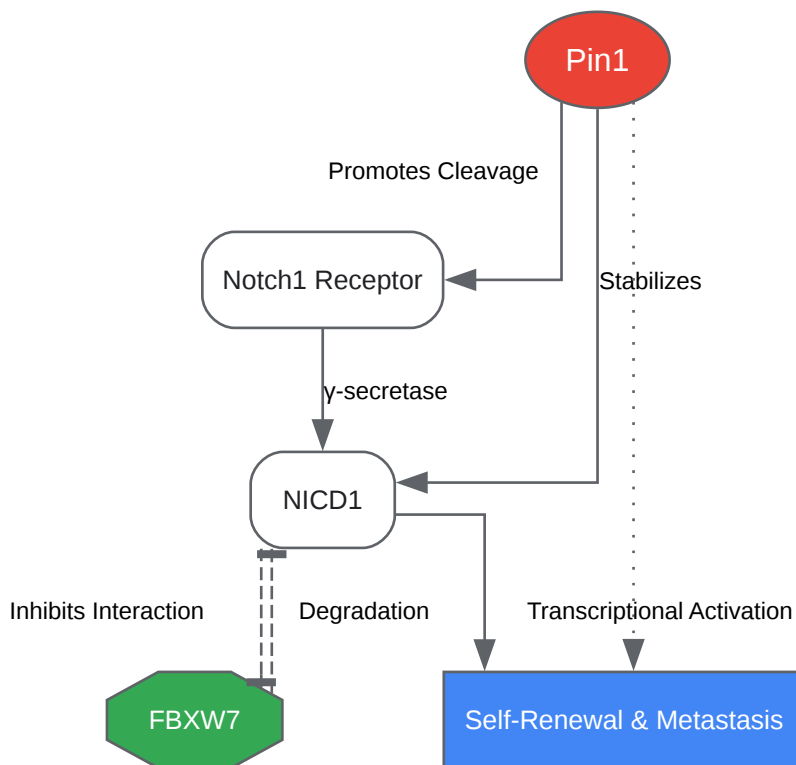 Pin1
Promotes Cleavage
Notch1 Receptor
Stabilizes
γ-secretase
NICD1
Inhibits Interaction
Degradation
Transcriptional Activation
FBXW7
Self-Renewal & Metastasis